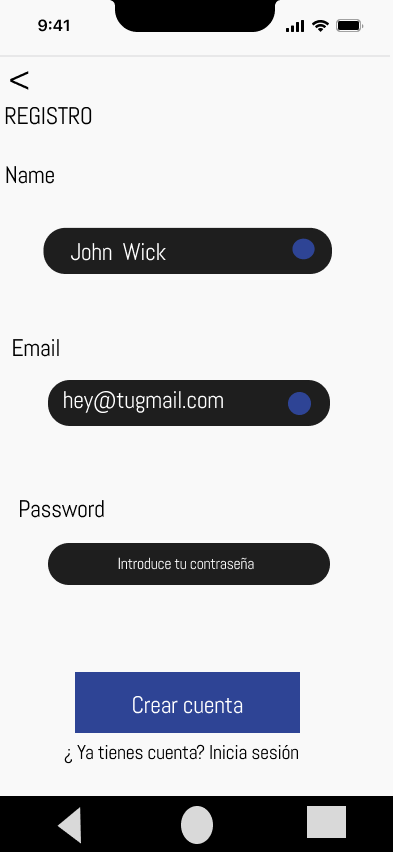 9:41
<
REGISTRO
Name
John Wick
Email
hey@tugmail.com
Password
Introduce tu contraseña
Crear cuenta
¿ Ya tienes cuenta? Inicia sesión